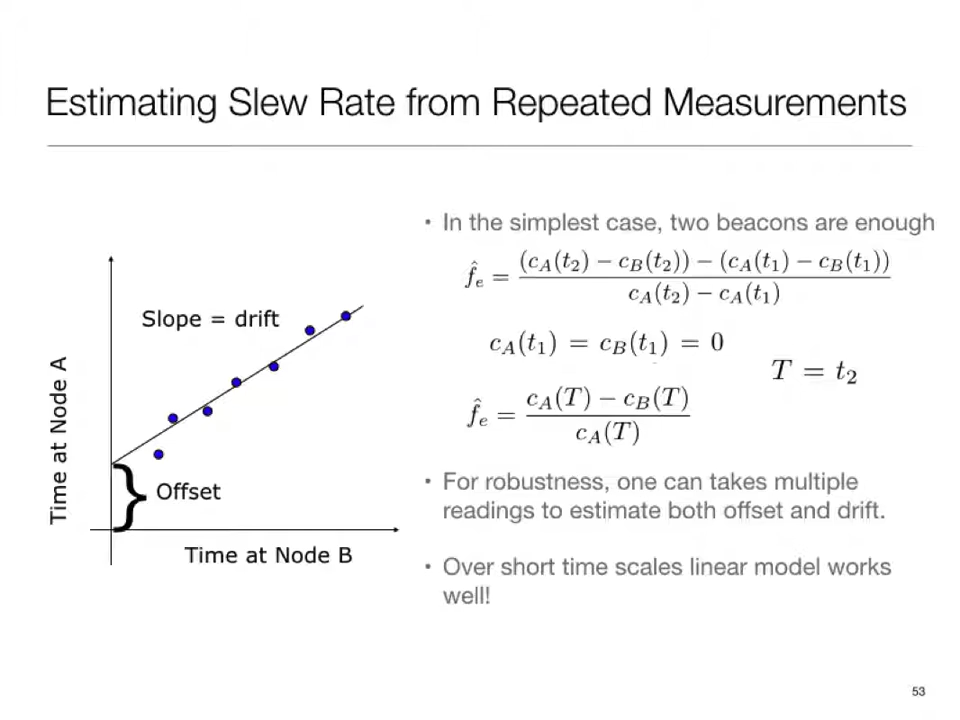 Estimating Slew Rate from Repeated Measurements
• In the simplest case, two beacons are enough
f̂_e = ((c_A(t_2) − c_B(t_2)) − (c_A(t_1) − c_B(t_1))) / (c_A(t_2) − c_A(t_1))
c_A(t_1) = c_B(t_1) = 0
T = t_2
f̂_e = (c_A(T) − c_B(T)) / c_A(T)
• For robustness, one can takes multiple
readings to estimate both offset and drift.
• Over short time scales linear model works
well!
Slope = drift
Time at Node A
Offset
Time at Node B
53